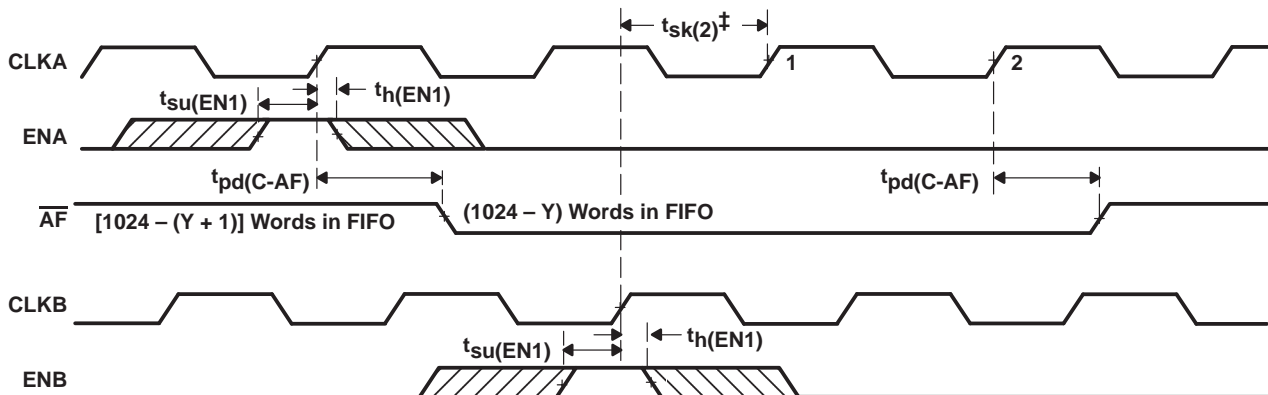 tsk(2)‡
CLKA
1
2
tsu(EN1)
th(EN1)
ENA
tpd(C-AF)
tpd(C-AF)
AF
[1024 – (Y + 1)] Words in FIFO
(1024 – Y) Words in FIFO
CLKB
tsu(EN1)
th(EN1)
ENB